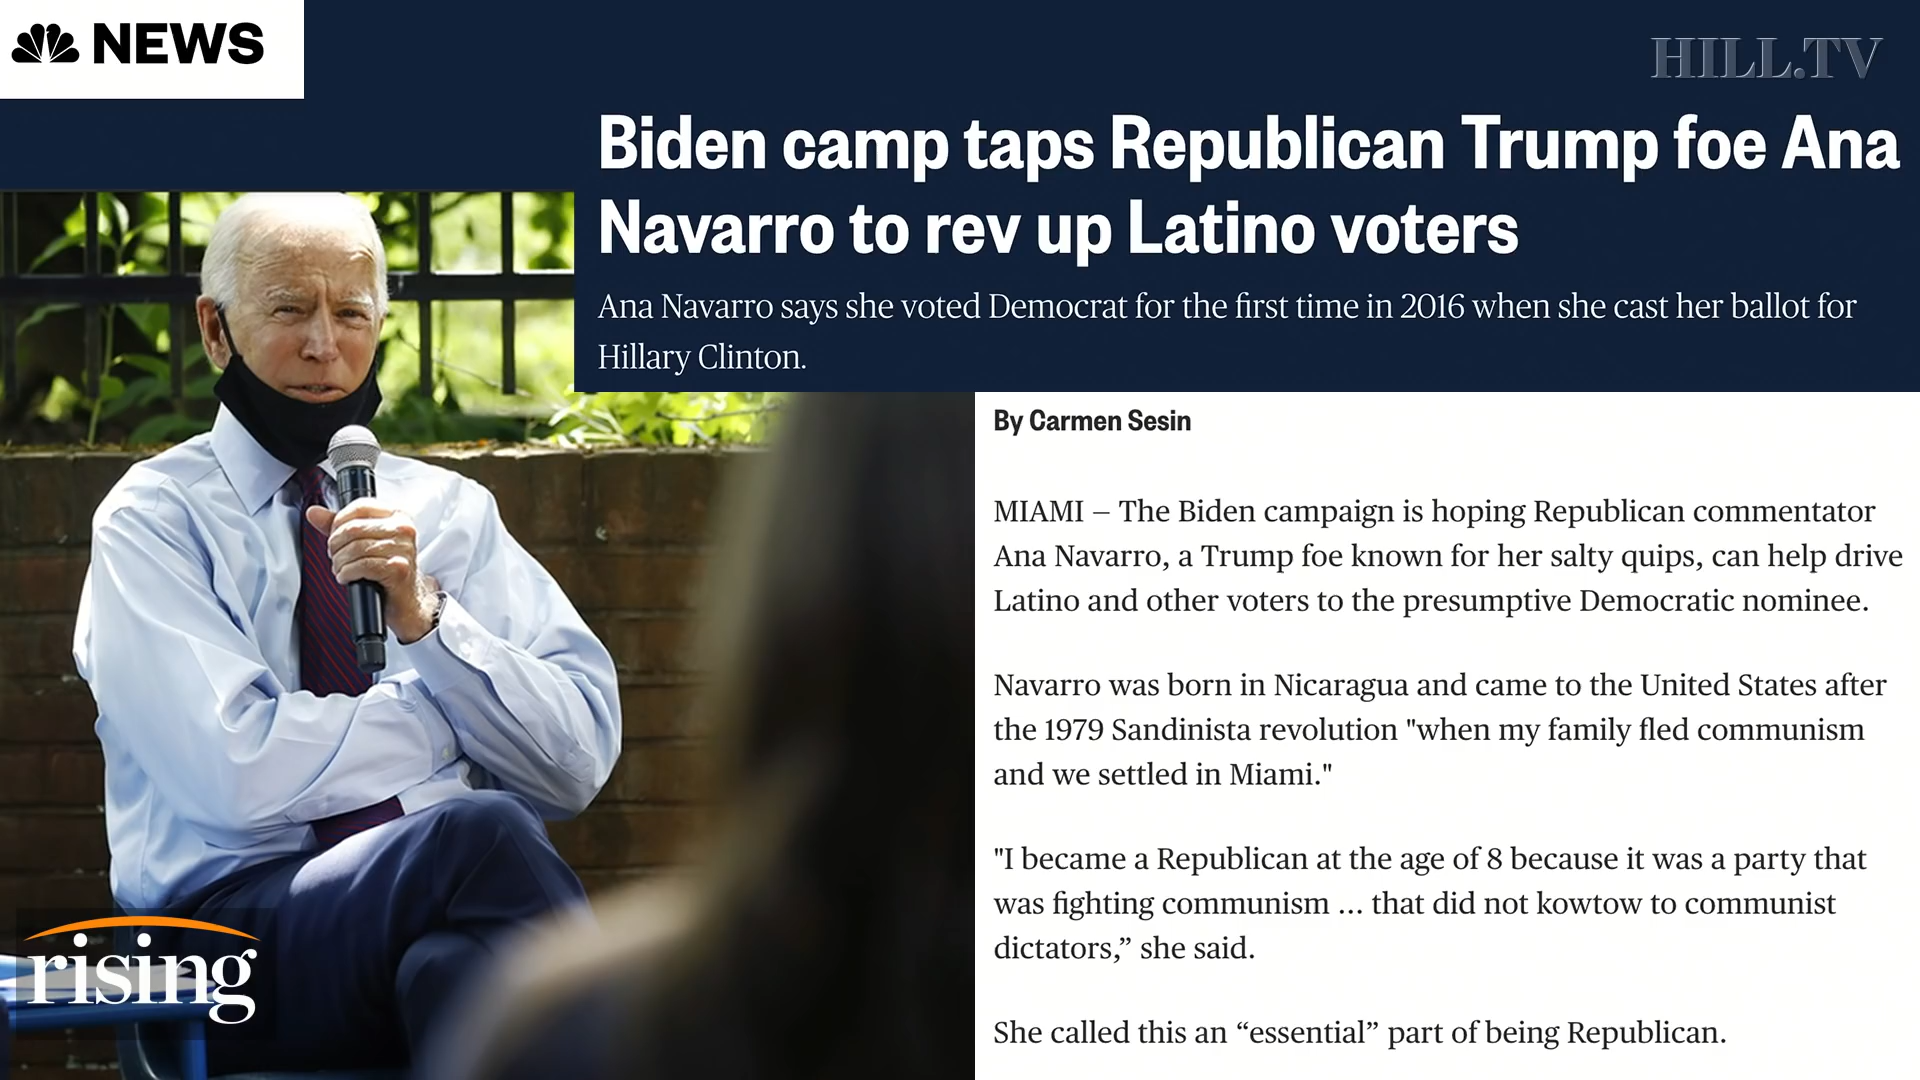 NEWS
HILL.TV
Biden camp taps Republican Trump foe Ana
Navarro to rev up Latino voters
Ana Navarro says she voted Democrat for the first time in 2016 when she cast her ballot for
Hillary Clinton.
By Carmen Sesin
MIAMI — The Biden campaign is hoping Republican commentator
Ana Navarro, a Trump foe known for her salty quips, can help drive
Latino and other voters to the presumptive Democratic nominee.
Navarro was born in Nicaragua and came to the United States after
the 1979 Sandinista revolution "when my family fled communism
and we settled in Miami."
"I became a Republican at the age of 8 because it was a party that
was fighting communism ... that did not kowtow to communist
dictators,” she said.
She called this an “essential” part of being Republican.
rising